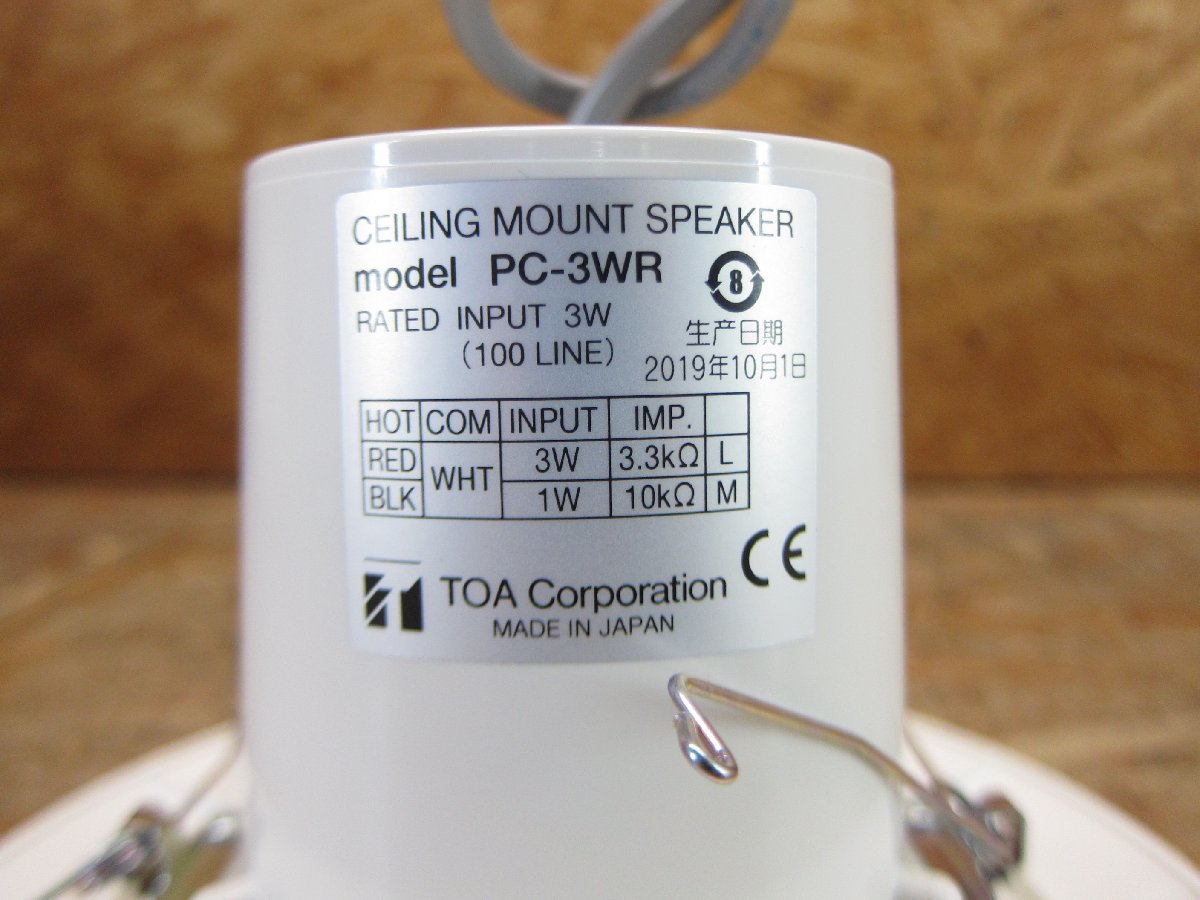 CEILING MOUNT SPEAKER
model PC-3WR
8
RATED INPUT 3W
(100 LINE)
生产日期
2019年10月1日
HOT COM INPUT IMP.
RED WHT 3W 3.3kΩ L
BLK 1W 10kΩ M
CE
TOA Corporation
MADE IN JAPAN